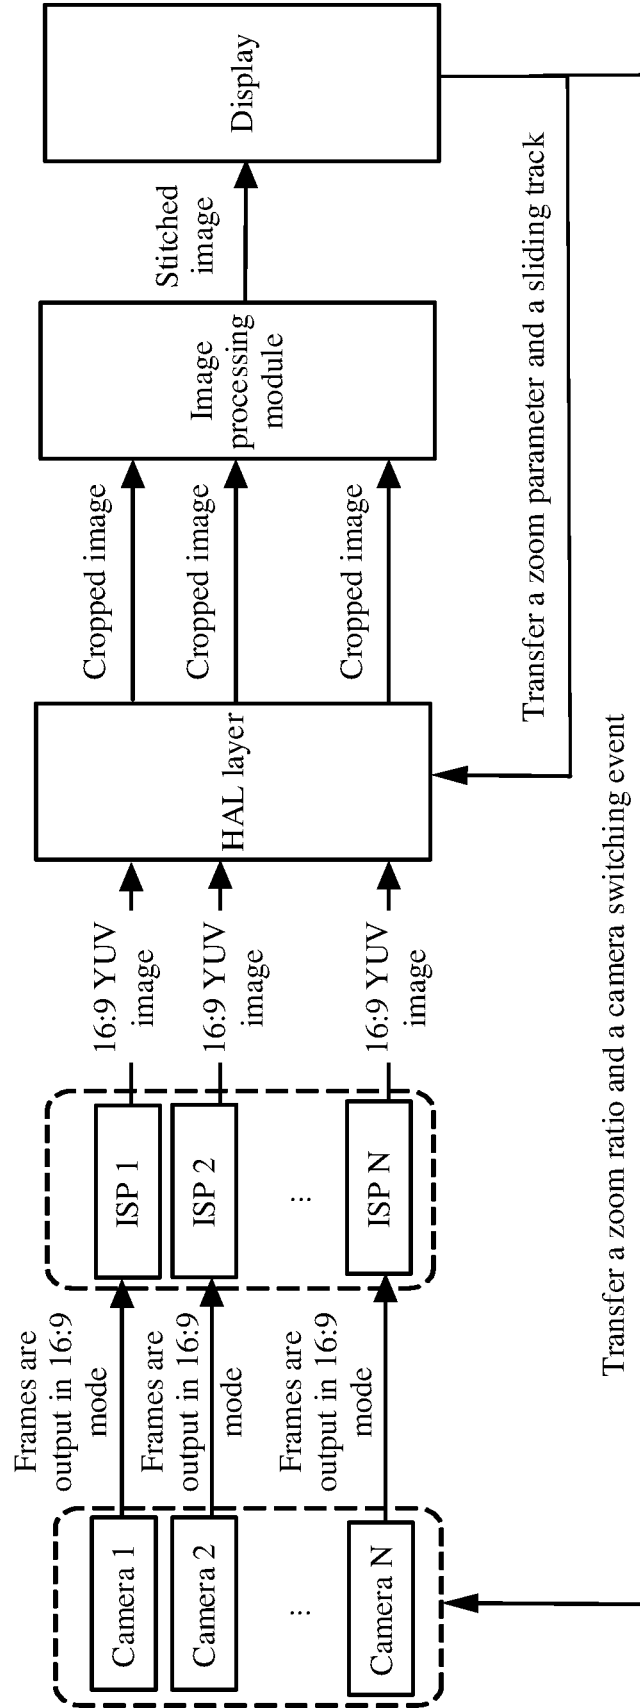 Camera 1
Camera 2
...
Camera N
Frames are
output in 16:9
mode
Frames are
output in 16:9
mode
Frames are
output in 16:9
mode
ISP 1
ISP 2
...
ISP N
16:9 YUV
image
16:9 YUV
image
16:9 YUV
image
HAL layer
Cropped image
Cropped image
Cropped image
Image
processing
module
Stitched
image
Display
Transfer a zoom parameter and a sliding track
Transfer a zoom ratio and a camera switching event